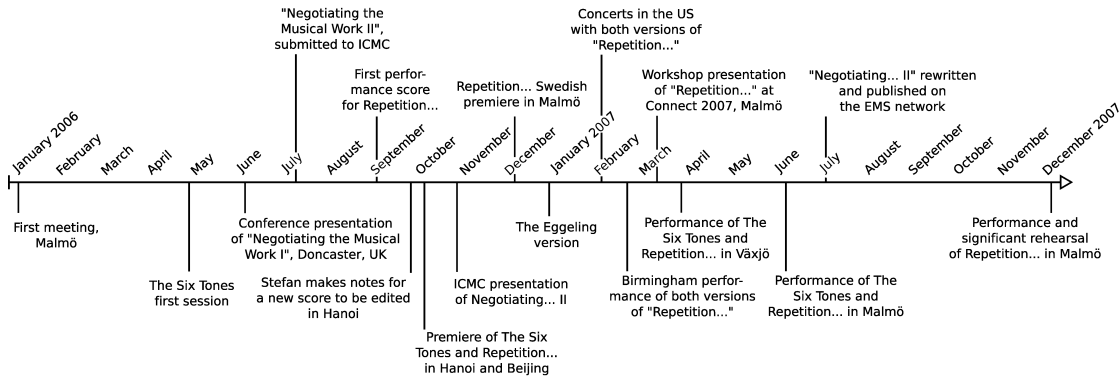 "Negotiating the
Musical Work II",
submitted to ICMC
Concerts in the US
with both versions of
"Repetition..."
First perfor-
mance score
for Repetition...
Repetition... Swedish
premiere in Malmö
Workshop presentation
of "Repetition..." at
Connect 2007, Malmö
"Negotiating... II" rewritten
and published on
the EMS network
January 2006
February
March
April
May
June
July
August
September
October
November
December
January 2007
February
March
April
May
June
July
August
September
October
November
December 2007
First meeting,
Malmö
The Six Tones
first session
Conference presentation
of "Negotiating the Musical
Work I", Doncaster, UK
Stefan makes notes for
a new score to be edited
in Hanoi
Premiere of The Six
Tones and Repetition...
in Hanoi and Beijing
ICMC presentation
of Negotiating... II
The Eggeling
version
Birmingham perfor-
mance of both versions
of "Repetition..."
Performance of The
Six Tones and
Repetition... in Växjö
Performance of The
Six Tones and
Repetition... in Malmö
Performance and
significant rehearsal
of Repetition... in Malmö